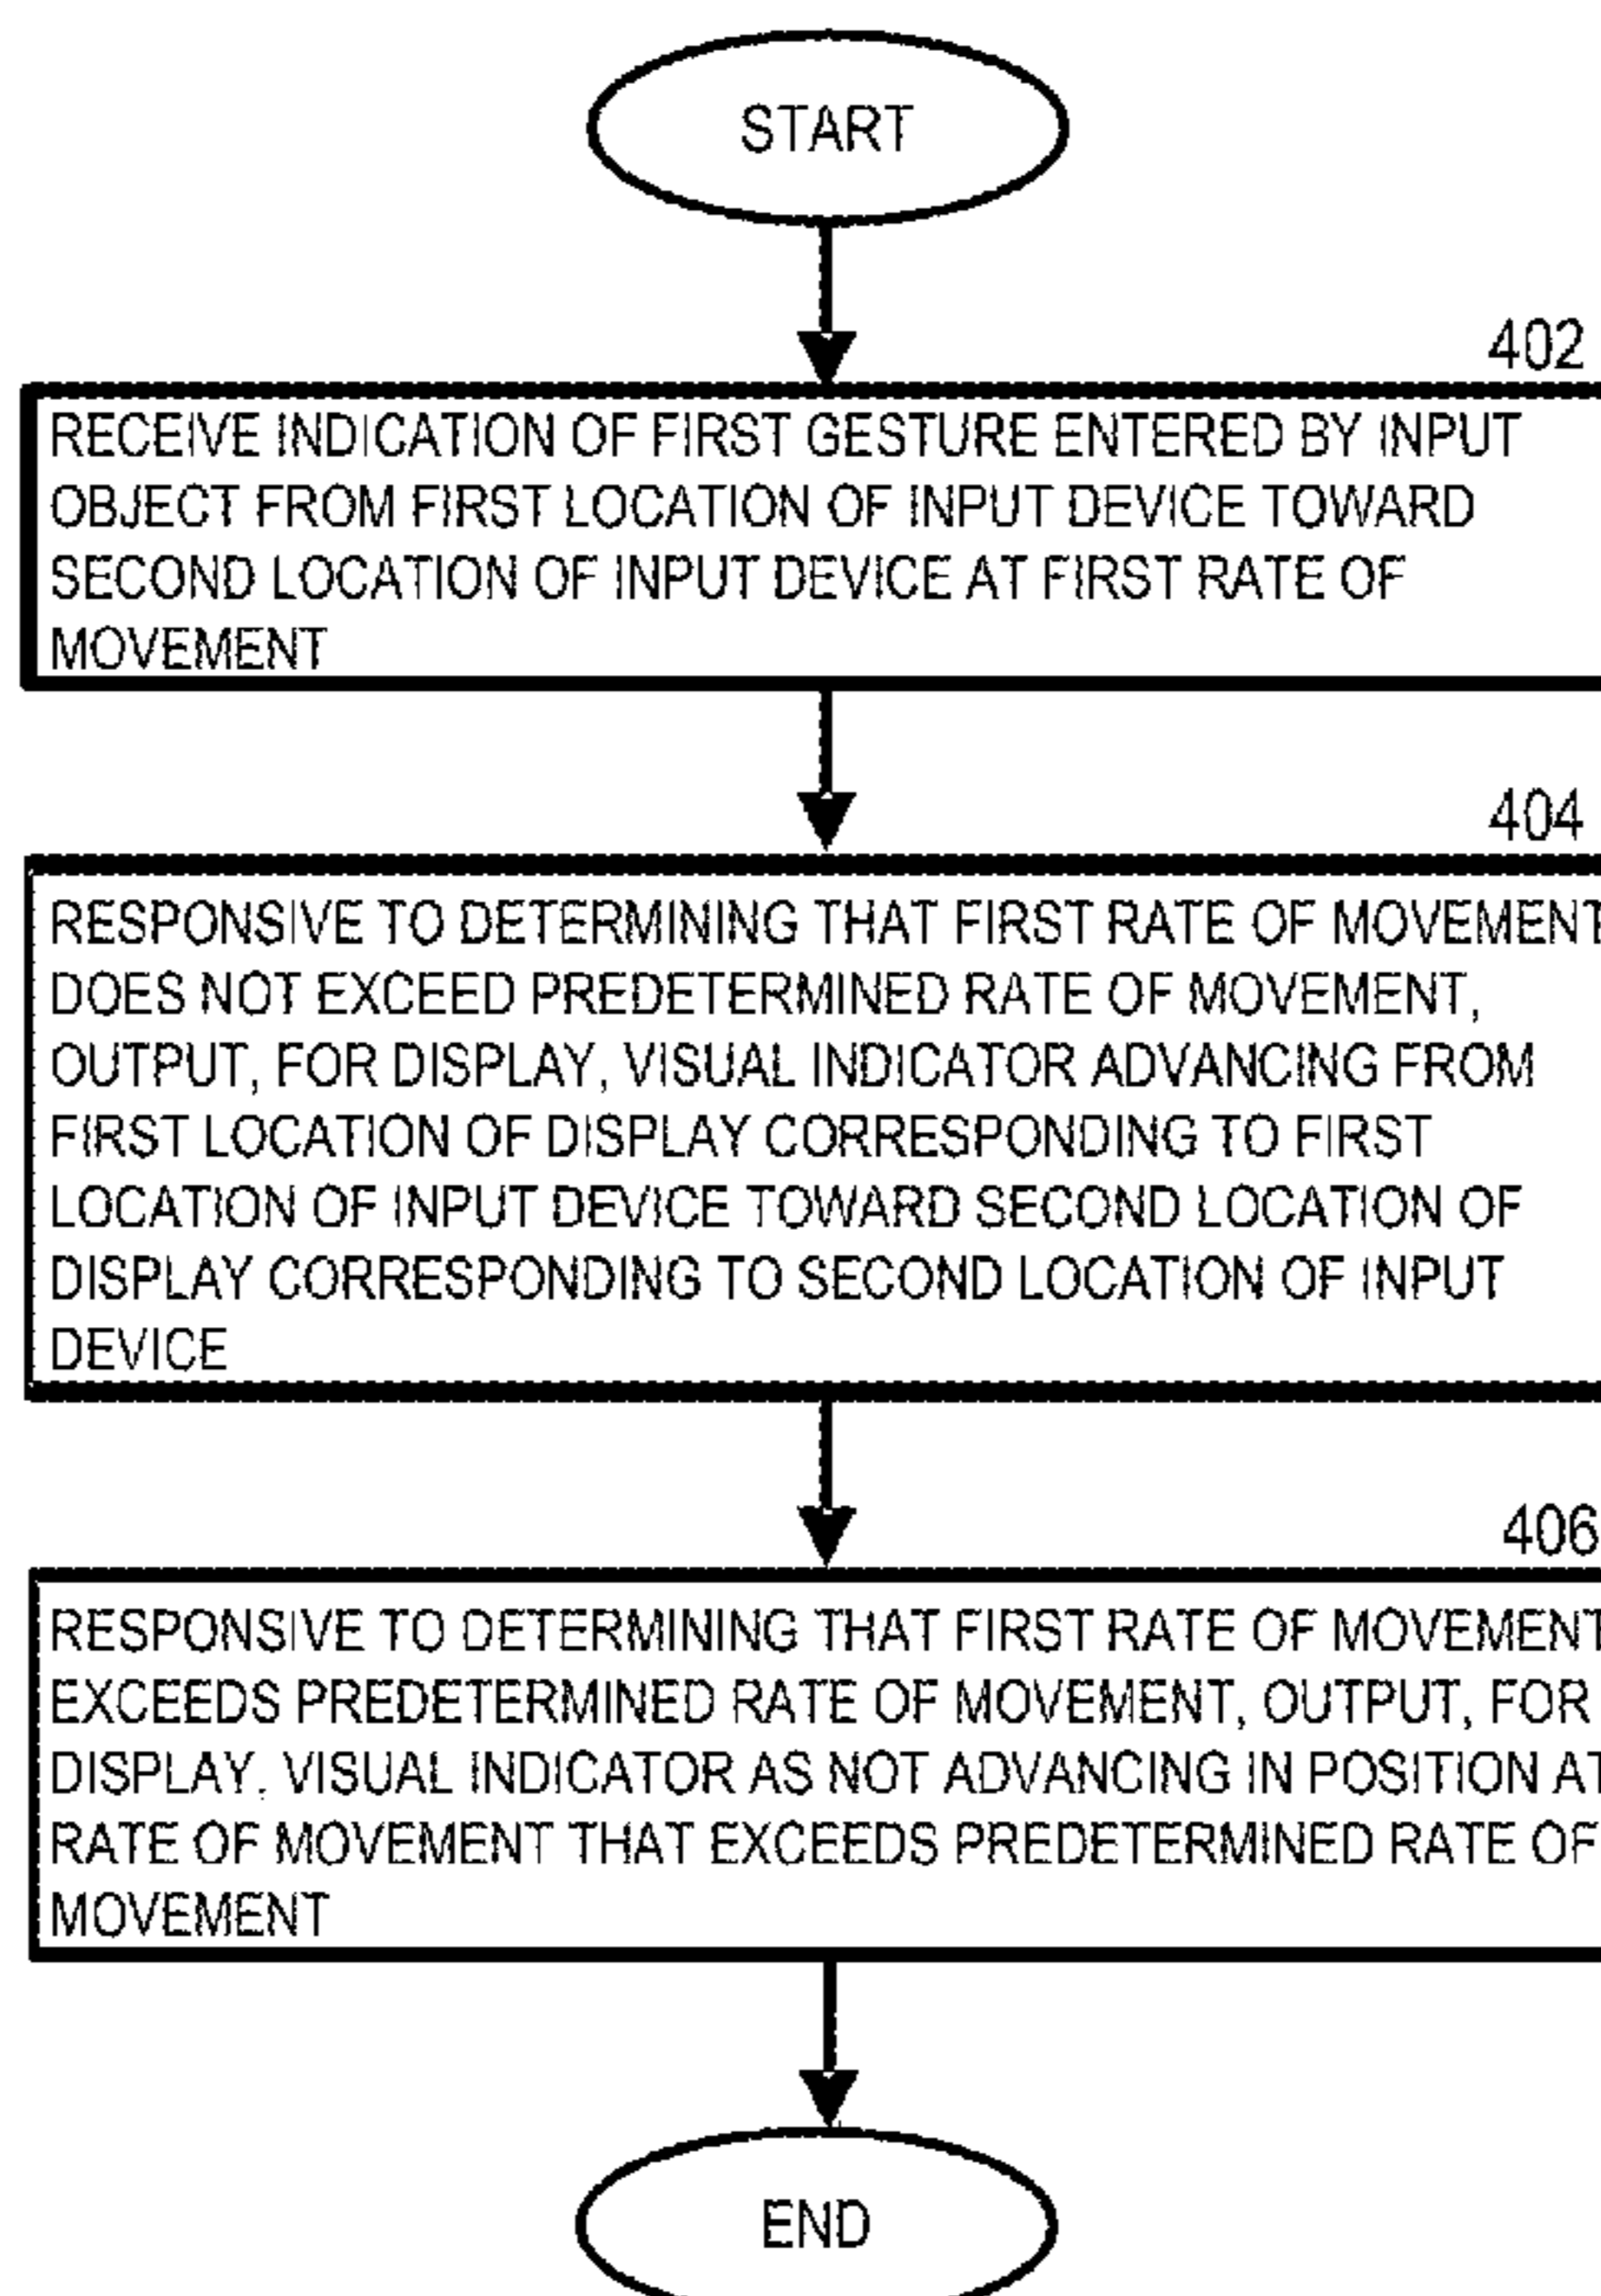 START
402
RECEIVE INDICATION OF FIRST GESTURE ENTERED BY INPUT
OBJECT FROM FIRST LOCATION OF INPUT DEVICE TOWARD
SECOND LOCATION OF INPUT DEVICE AT FIRST RATE OF
MOVEMENT
404
RESPONSIVE TO DETERMINING THAT FIRST RATE OF MOVEMENT
DOES NOT EXCEED PREDETERMINED RATE OF MOVEMENT,
OUTPUT, FOR DISPLAY, VISUAL INDICATOR ADVANCING FROM
FIRST LOCATION OF DISPLAY CORRESPONDING TO FIRST
LOCATION OF INPUT DEVICE TOWARD SECOND LOCATION OF
DISPLAY CORRESPONDING TO SECOND LOCATION OF INPUT
DEVICE
406
RESPONSIVE TO DETERMINING THAT FIRST RATE OF MOVEMENT
EXCEEDS PREDETERMINED RATE OF MOVEMENT, OUTPUT, FOR
DISPLAY, VISUAL INDICATOR AS NOT ADVANCING IN POSITION AT
RATE OF MOVEMENT THAT EXCEEDS PREDETERMINED RATE OF
MOVEMENT
END